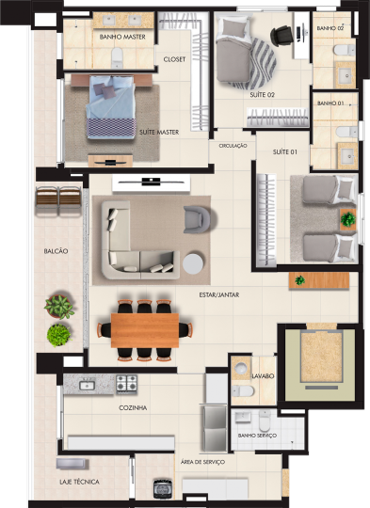 BANHO MASTER
BANHO 02
CLOSET
SUÍTE 02
BANHO 01
SUÍTE MASTER
CIRCULAÇÃO
SUÍTE 01
BALCÃO
ESTAR/JANTAR
LAVABO
COZINHA
BANHO SERVIÇO
ÁREA DE SERVIÇO
LAJE TÉCNICA